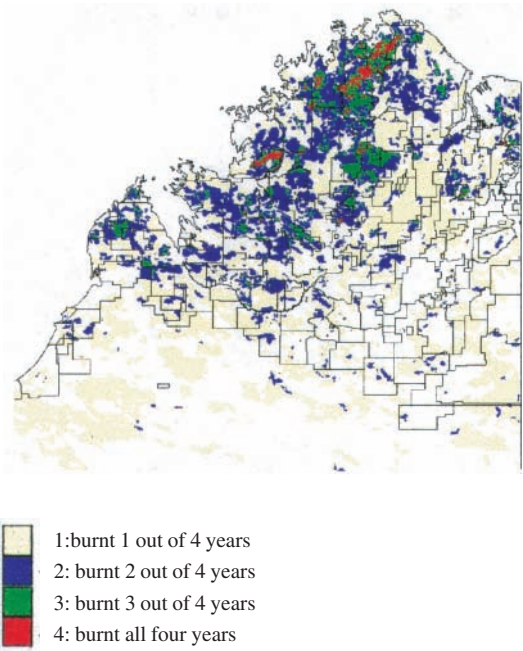 1:burnt 1 out of 4 years
2: burnt 2 out of 4 years
3: burnt 3 out of 4 years
4: burnt all four years